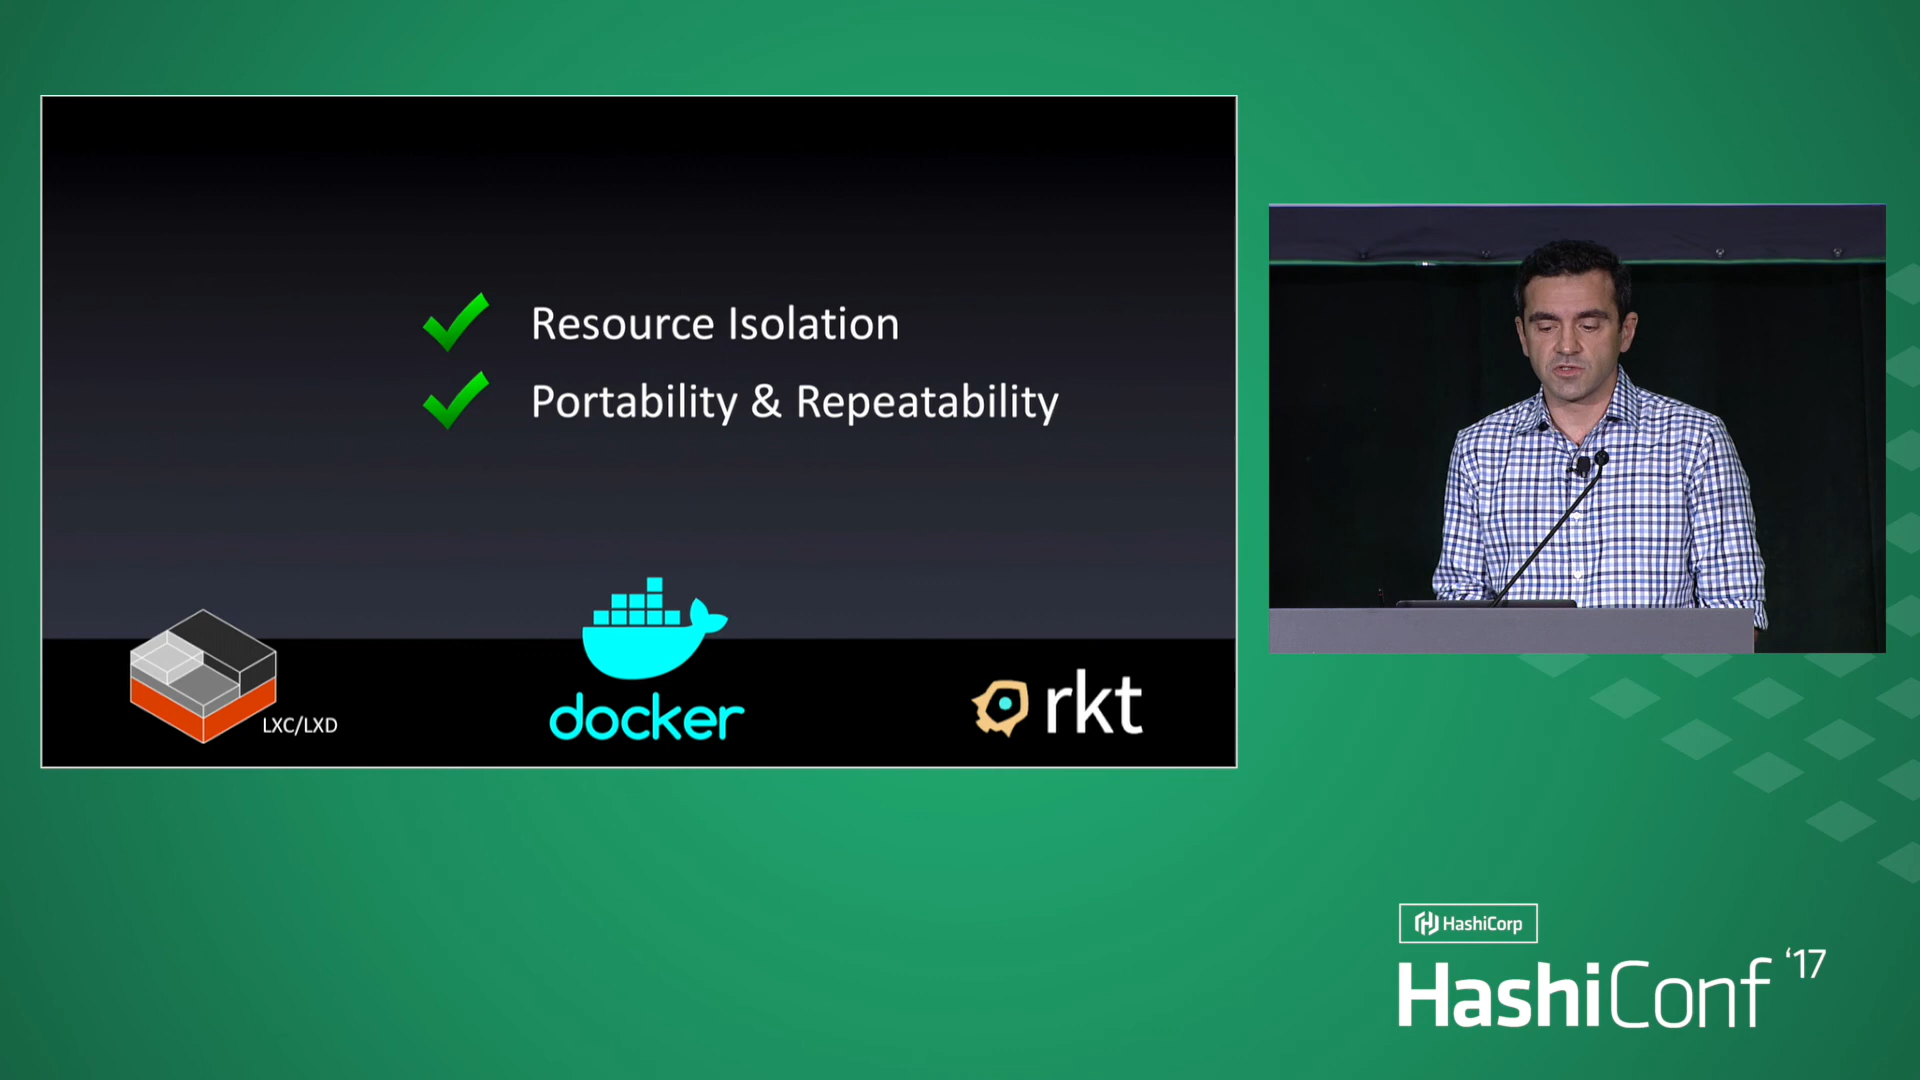 Resource Isolation
Portability & Repeatability
LXC/LXD
docker
rkt
HashiCorp
HashiConf '17